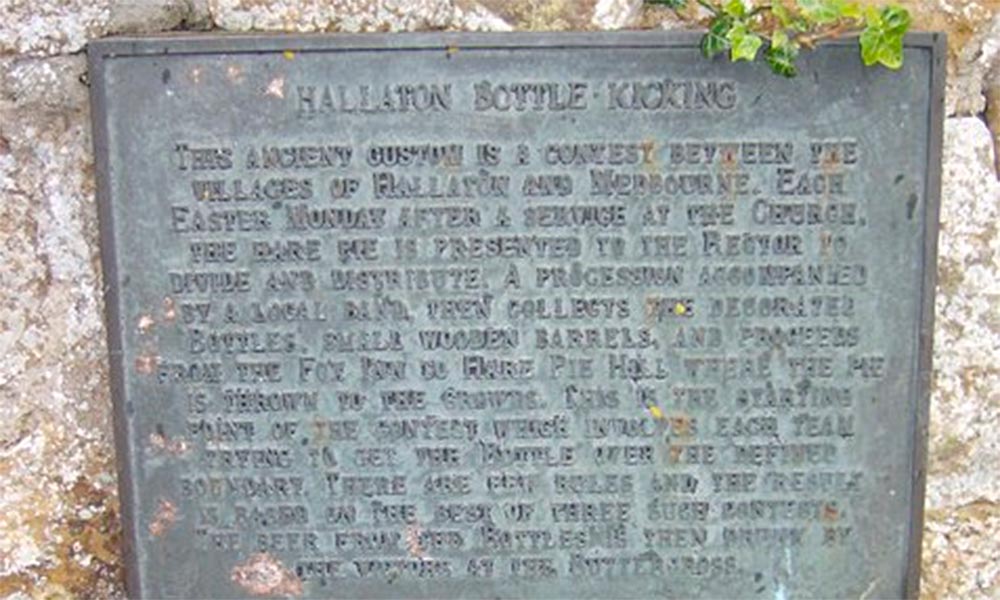 HALLATON BOTTLE-KICKING
THIS ANCIENT CUSTOM IS A CONTEST BETWEEN THE
VILLAGES OF HALLATON AND MEDBOURNE. EACH
EASTER MONDAY AFTER A SERVICE AT THE CHURCH,
THE HARE PIE IS PRESENTED TO THE RECTOR TO
DIVIDE AND DISTRIBUTE. A PROCESSION ACCOMPANIED
BY A LOCAL BAND, THEN COLLECTS THE DECORATED
BOTTLES, SMALL WOODEN BARRELS, AND PROCEEDS
FROM THE FOX INN TO HARE PIE HILL WHERE THE PIE
IS THROWN TO THE CROWDS. THIS IS THE STARTING
POINT OF THE CONTEST WHICH INVOLVES EACH TEAM
TRYING TO GET THE BOTTLE OVER THE DEFINED
BOUNDARY. THERE ARE FEW RULES AND THE RESULT
IS BASED ON THE BEST OF THREE SUCH CONTESTS.
THE BEER FROM THE BOTTLES IS THEN DRUNK BY
THE VICTORS AT THE BUTTERCROSS.